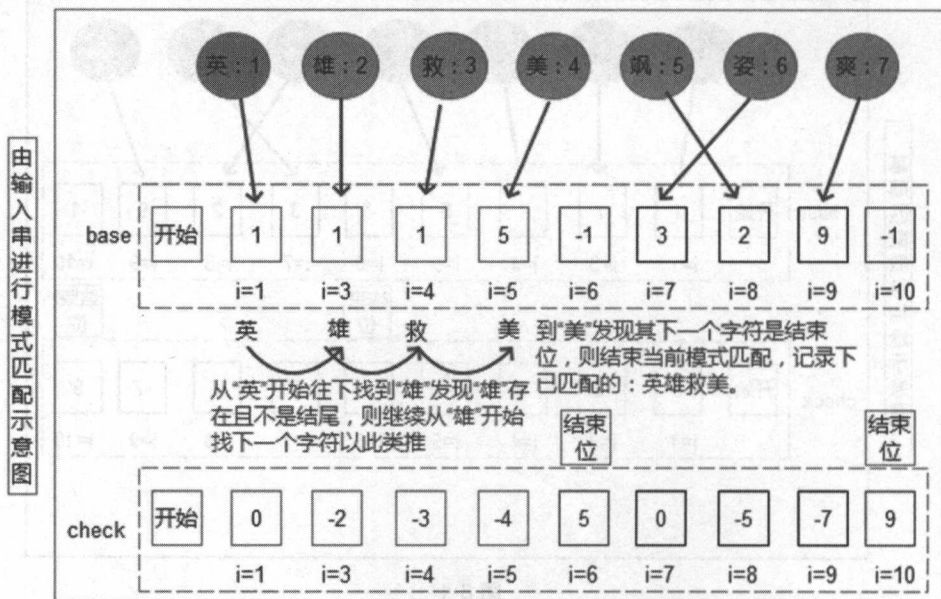 由输入串进行模式匹配示意图
英：1 雄：2 救：3 美：4 飒：5 姿：6 爽：7
base 开始 1 1 1 5 -1 3 2 9 -1
i=1 i=3 i=4 i=5 i=6 i=7 i=8 i=9 i=10
英 雄 救 美
到“美”发现其下一个字符是结束
位，则结束当前模式匹配，记录下
已匹配的：英雄救美。
从“英”开始往下找到“雄”发现“雄”存
在且不是结尾，则继续从“雄”开始
找下一个字符以此类推
结束
位
结束
位
check 开始 0 -2 -3 -4 5 0 -5 -7 9
i=1 i=3 i=4 i=5 i=6 i=7 i=8 i=9 i=10